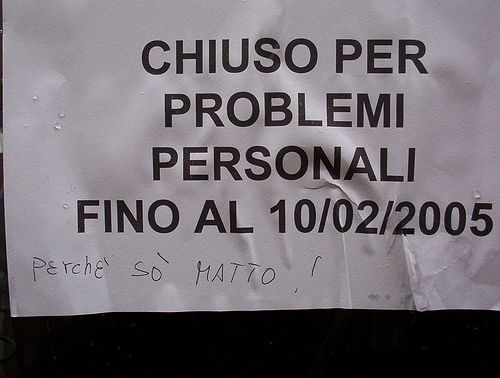 CHIUSO PER
PROBLEMI
PERSONALI
FINO AL 10/02/2005
PErchE' SÒ MATTO !